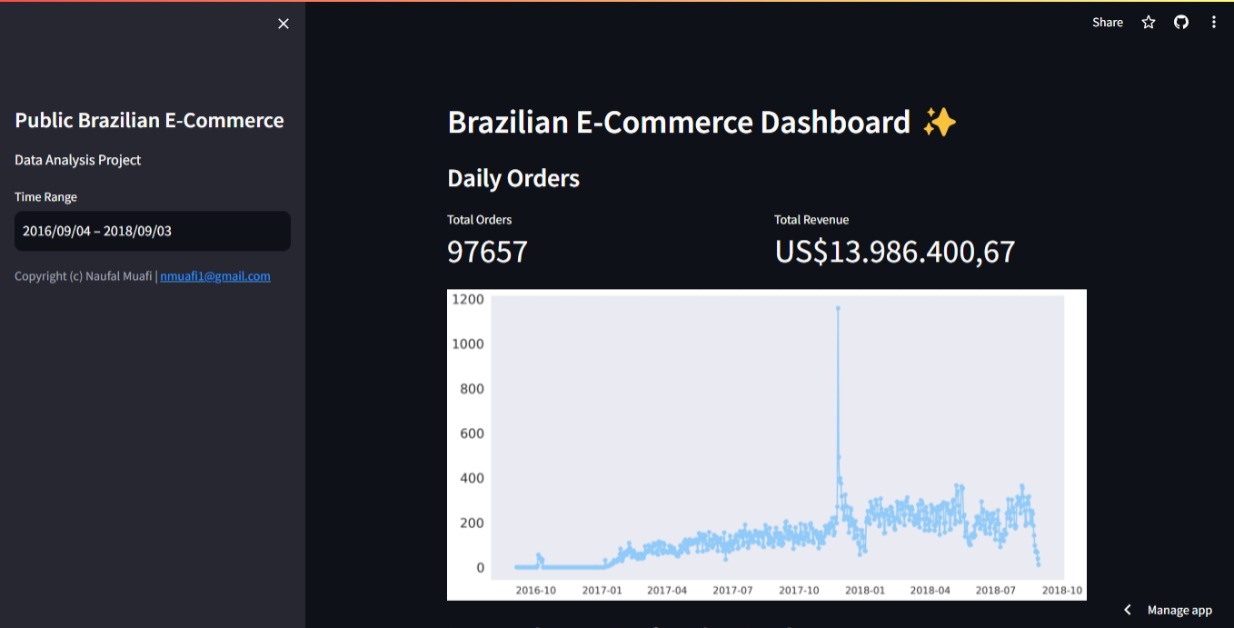 Share
Public Brazilian E-Commerce
Data Analysis Project
Time Range
2016/09/04 – 2018/09/03
Copyright (c) Naufal Muafi | nmuafi1@gmail.com
Brazilian E-Commerce Dashboard ✨
Daily Orders
Total Orders
97657
Total Revenue
US$13.986.400,67
1200
1000
800
600
400
200
0
2016-10 2017-01 2017-04 2017-07 2017-10 2018-01 2018-04 2018-07 2018-10
Manage app